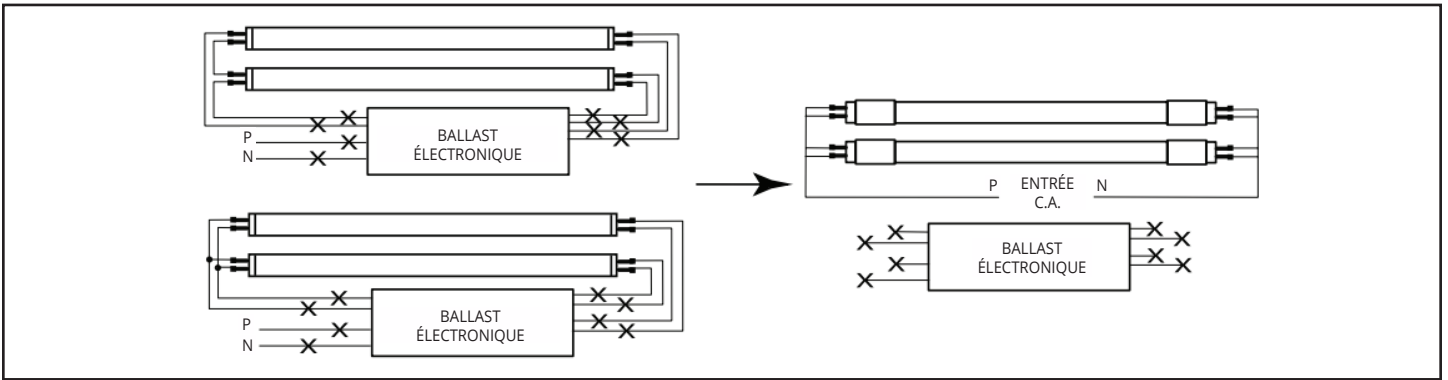 BALLAST
ÉLECTRONIQUE
P
N
BALLAST
ÉLECTRONIQUE
P
N
P ENTRÉE N
C.A.
BALLAST
ÉLECTRONIQUE